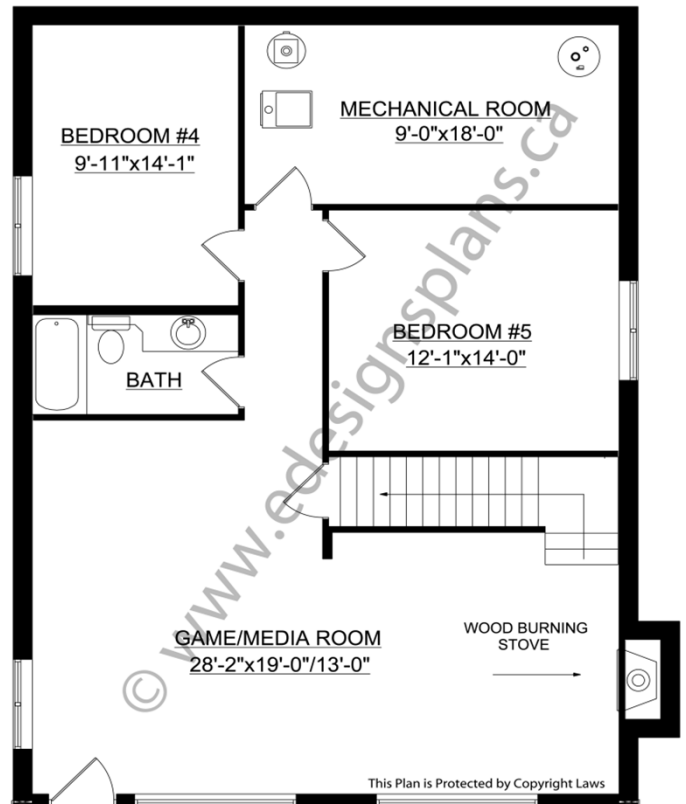 MECHANICAL ROOM
9'-0"x18'-0"
BEDROOM #4
9'-11"x14'-1"
BEDROOM #5
12'-1"x14'-0"
BATH
GAME/MEDIA ROOM
28'-2"x19'-0"/13'-0"
WOOD BURNING
STOVE
© www.edesignsplans.ca
This Plan is Protected by Copyright Laws